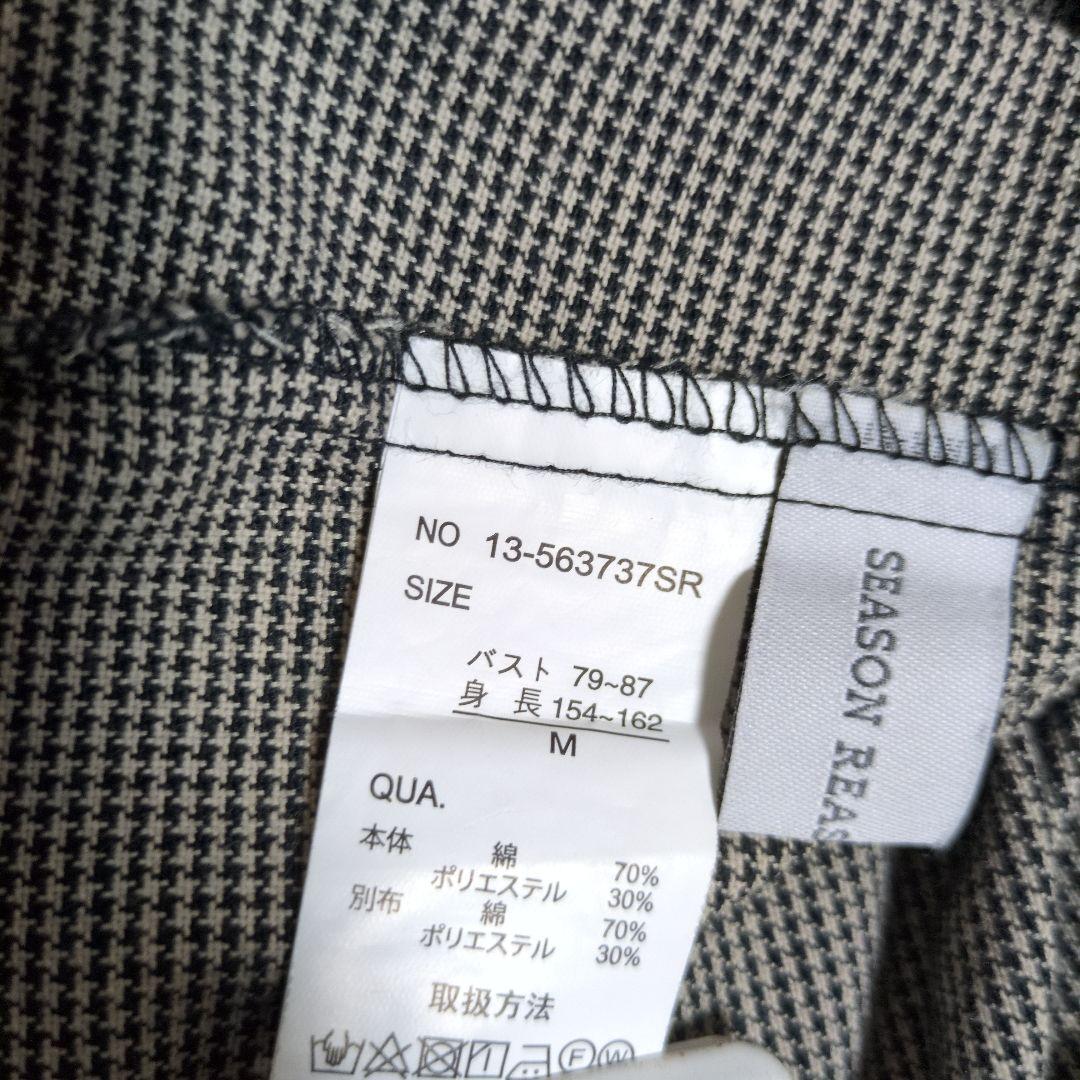 NO 13-563737SR
SIZE
バスト 79~87
身 長 154~162
M
QUA.
本体 綿 70%
ポリエステル 30%
別布 綿 70%
ポリエステル 30%
取扱方法
F W
SEASON REAS